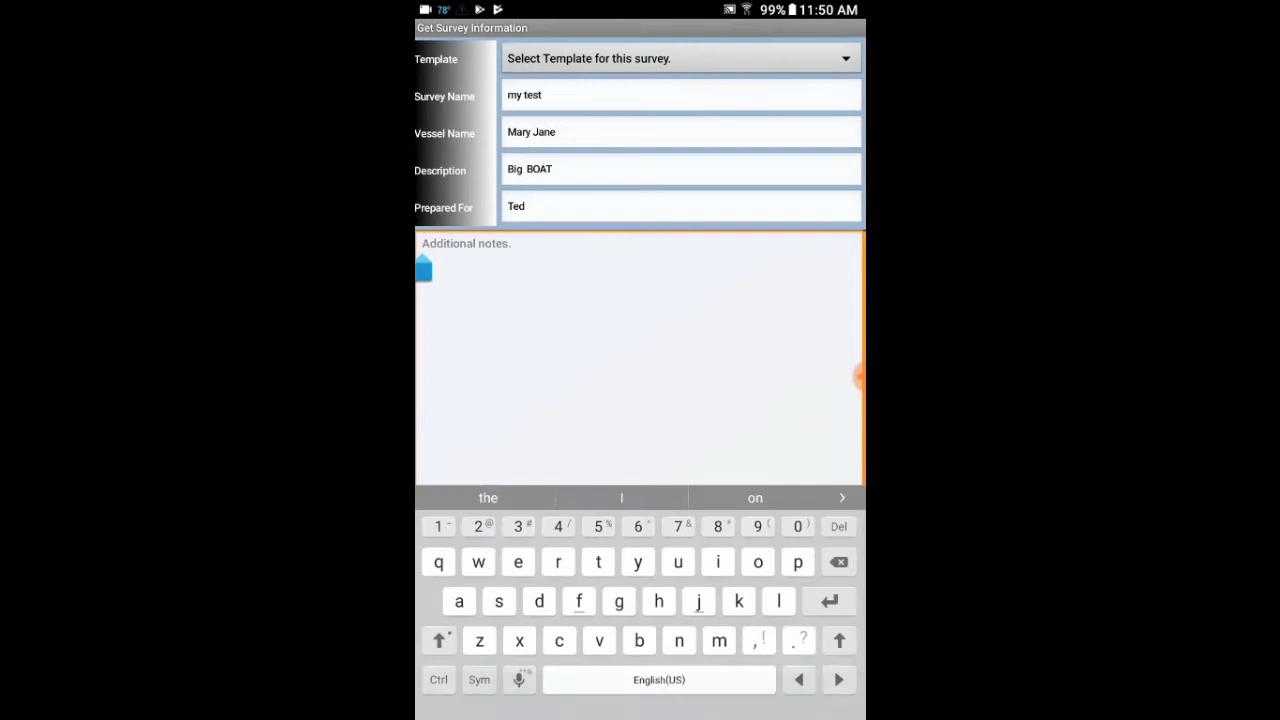 78° 99% 11:50 AM
Get Survey Information
Template Select Template for this survey.
Survey Name my test
Vessel Name Mary Jane
Description Big BOAT
Prepared For Ted
Additional notes.
the I on >
1 - 2 @ 3 # 4 / 5 % 6 ^ 7 & 8 * 9 ( 0 ) Del
q w e r t y u i o p
a s d f g h j k l
z x c v b n m , ! . ?
Ctrl Sym English(US)